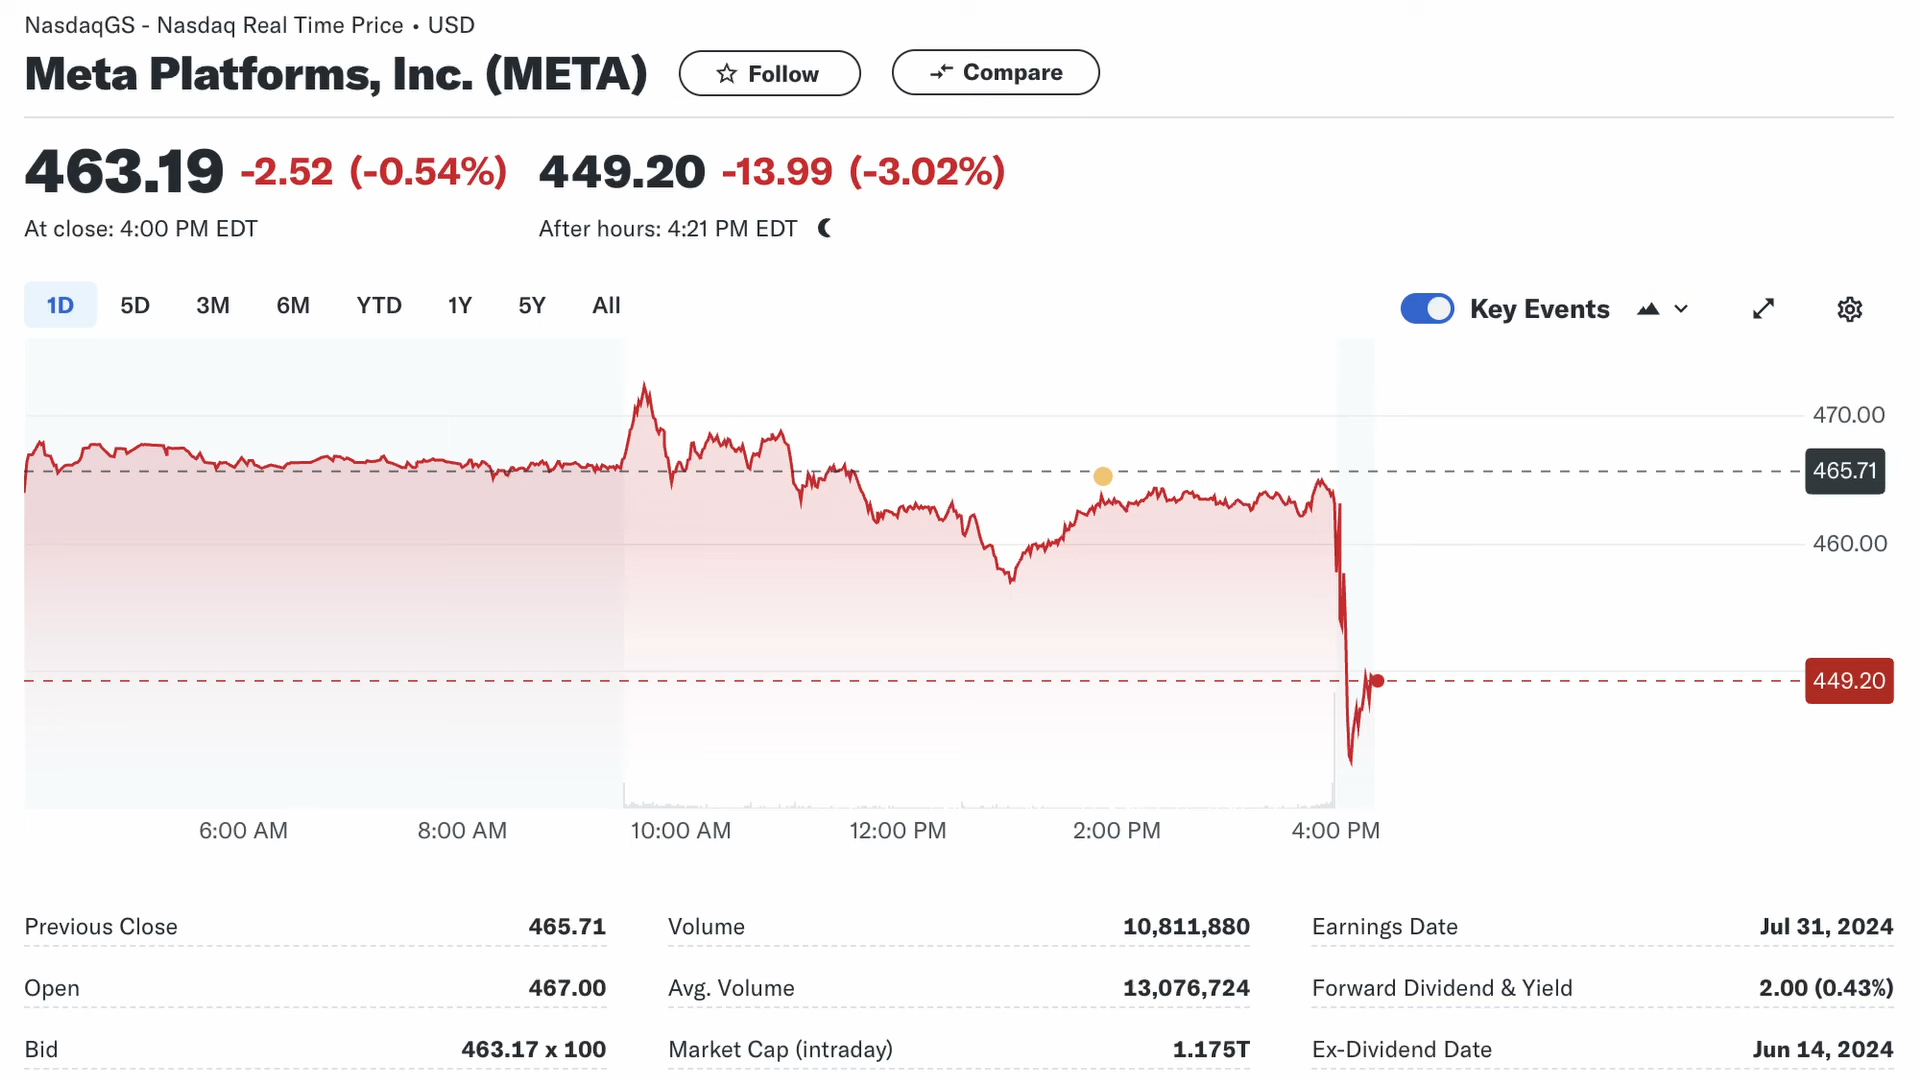 NasdaqGS - Nasdaq Real Time Price • USD
Meta Platforms, Inc. (META) Follow Compare
463.19 -2.52 (-0.54%) 449.20 -13.99 (-3.02%)
At close: 4:00 PM EDT After hours: 4:21 PM EDT
1D 5D 3M 6M YTD 1Y 5Y All Key Events
470.00
465.71
460.00
449.20
6:00 AM 8:00 AM 10:00 AM 12:00 PM 2:00 PM 4:00 PM
Previous Close 465.71 Volume 10,811,880 Earnings Date Jul 31, 2024
Open 467.00 Avg. Volume 13,076,724 Forward Dividend & Yield 2.00 (0.43%)
Bid 463.17 x 100 Market Cap (intraday) 1.175T Ex-Dividend Date Jun 14, 2024